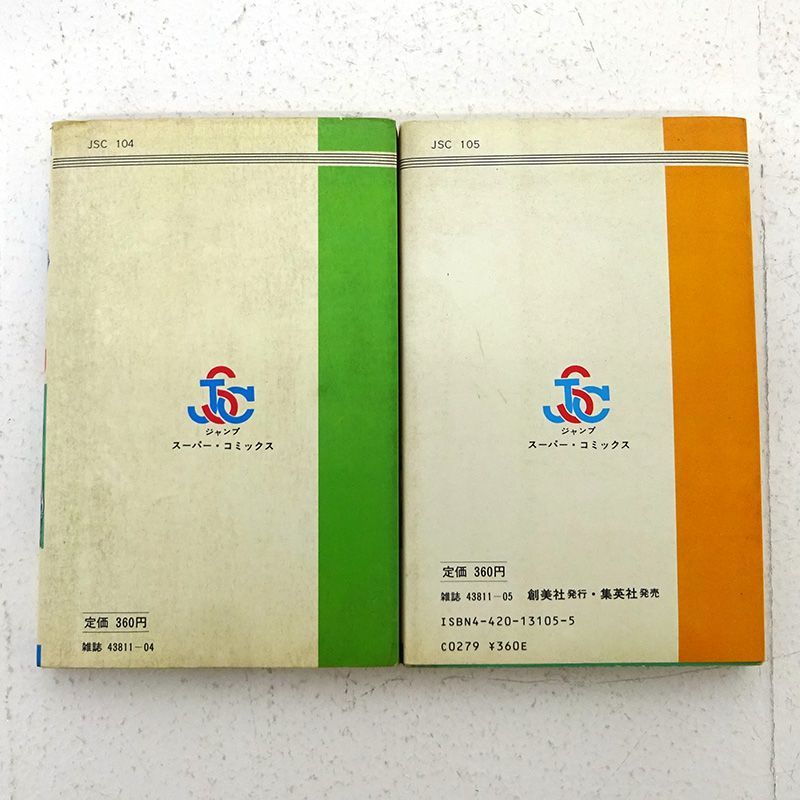 JSC 104
JSC
ジャンプ
スーパー・コミックス
定価 360円
雑誌 43811-04
JSC 105
JSC
ジャンプ
スーパー・コミックス
定価 360円
雑誌 43811-05 創美社発行・集英社発売
ISBN4-420-13105-5
C0279 ¥360E